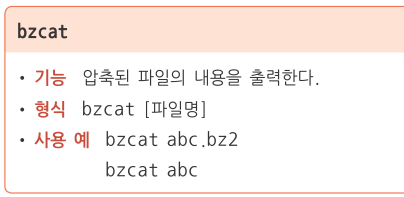 bzcat
• 기능 압축된 파일의 내용을 출력한다.
• 형식 bzcat [파일명]
• 사용 예 bzcat abc.bz2
bzcat abc